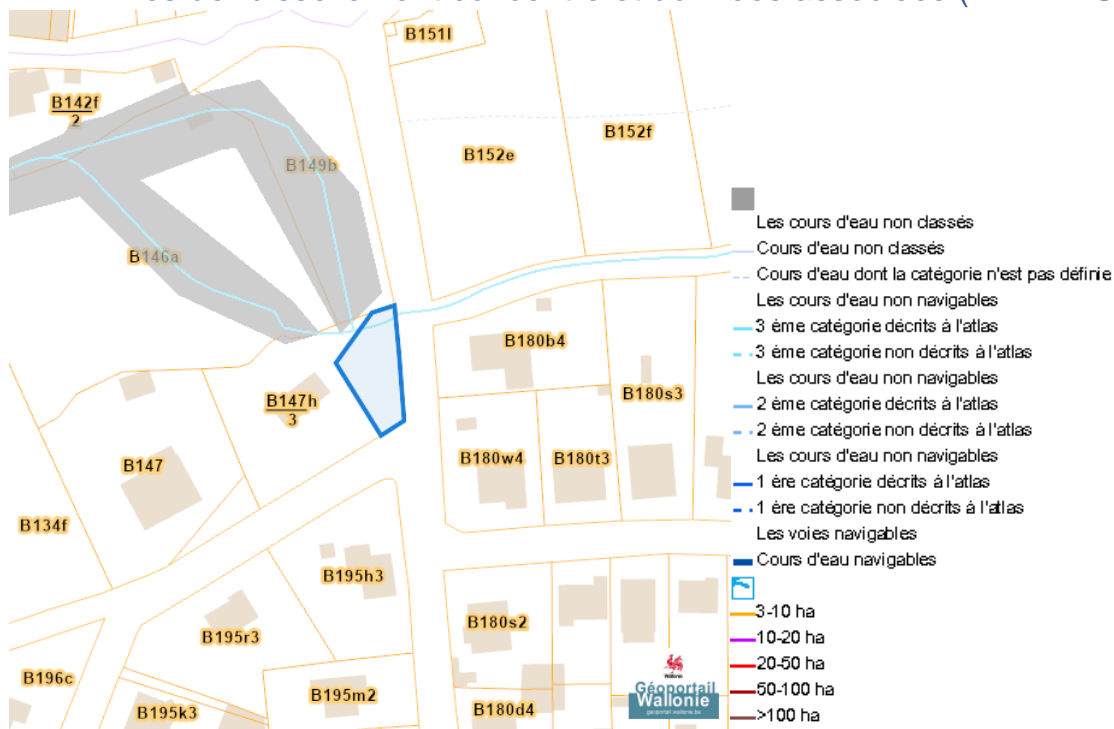 B151l
B142f
2
B152f
B152e
B149b
B146a
B180b4
B147h
3
B180s3
B147
B180w4
B180t3
B134f
B195h3
B180s2
B195r3
B196c
B195m2
B195k3
B180d4
Les cours d'eau non classés
Cours d'eau non classés
Cours d'eau dont la catégorie n'est pas définie
Les cours d'eau non navigables
3 ème catégorie décrits à l'atlas
3 ème catégorie non décrits à l'atlas
Les cours d'eau non navigables
2 ème catégorie décrits à l'atlas
2 ème catégorie non décrits à l'atlas
Les cours d'eau non navigables
1 ère catégorie décrits à l'atlas
1 ère catégorie non décrits à l'atlas
Les voies navigables
Cours d'eau navigables
3-10 ha
10-20 ha
20-50 ha
50-100 ha
>100 ha
Wallonie
Géoportail
Wallonie
geoportail.wallonie.be